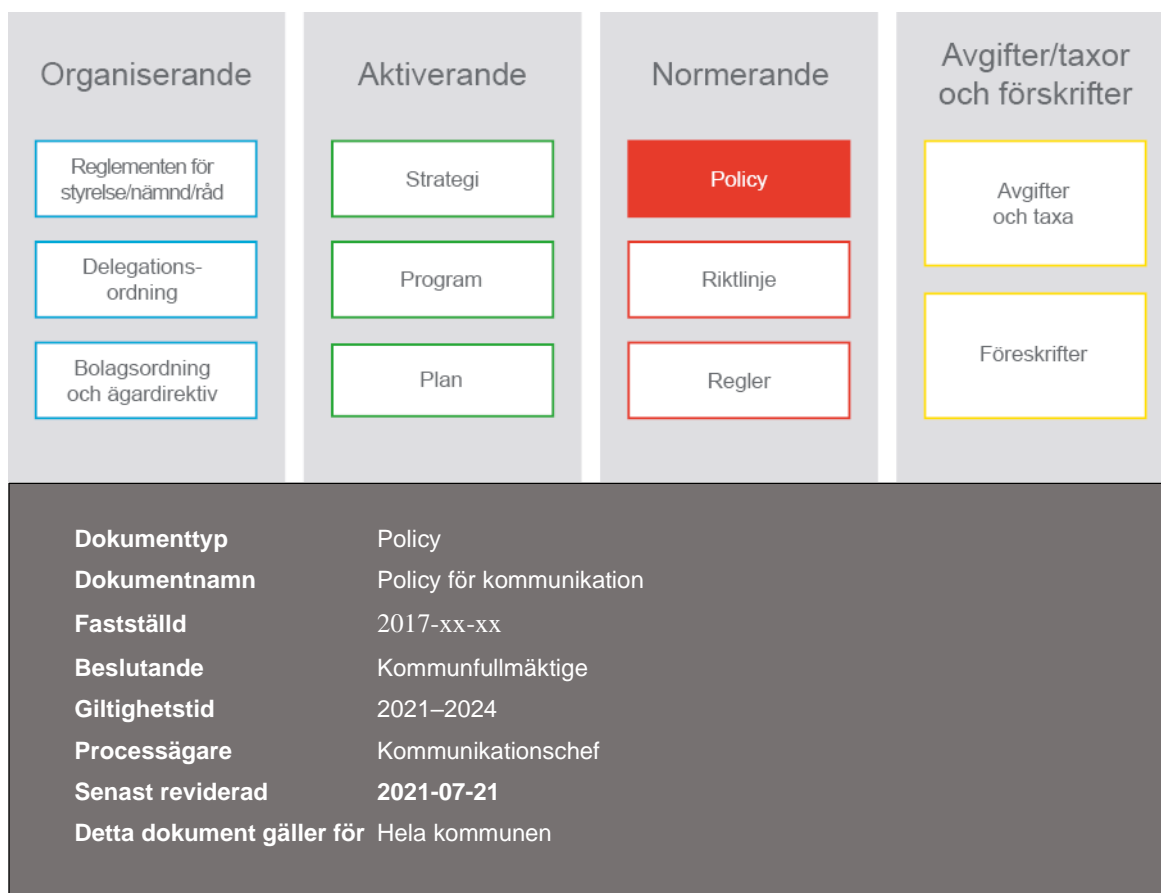 Organiserande
Reglementen för
styrelse/nämnd/råd
Delegations-
ordning
Bolagsordning
och ägardirektiv
Aktiverande
Strategi
Program
Plan
Normerande
Policy
Riktlinje
Regler
Avgifter/taxor
och förskrifter
Avgifter
och taxa
Föreskrifter
Dokumenttyp Policy
Dokumentnamn Policy för kommunikation
Fastställd 2017-xx-xx
Beslutande Kommunfullmäktige
Giltighetstid 2021–2024
Processägare Kommunikationschef
Senast reviderad 2021-07-21
Detta dokument gäller för Hela kommunen